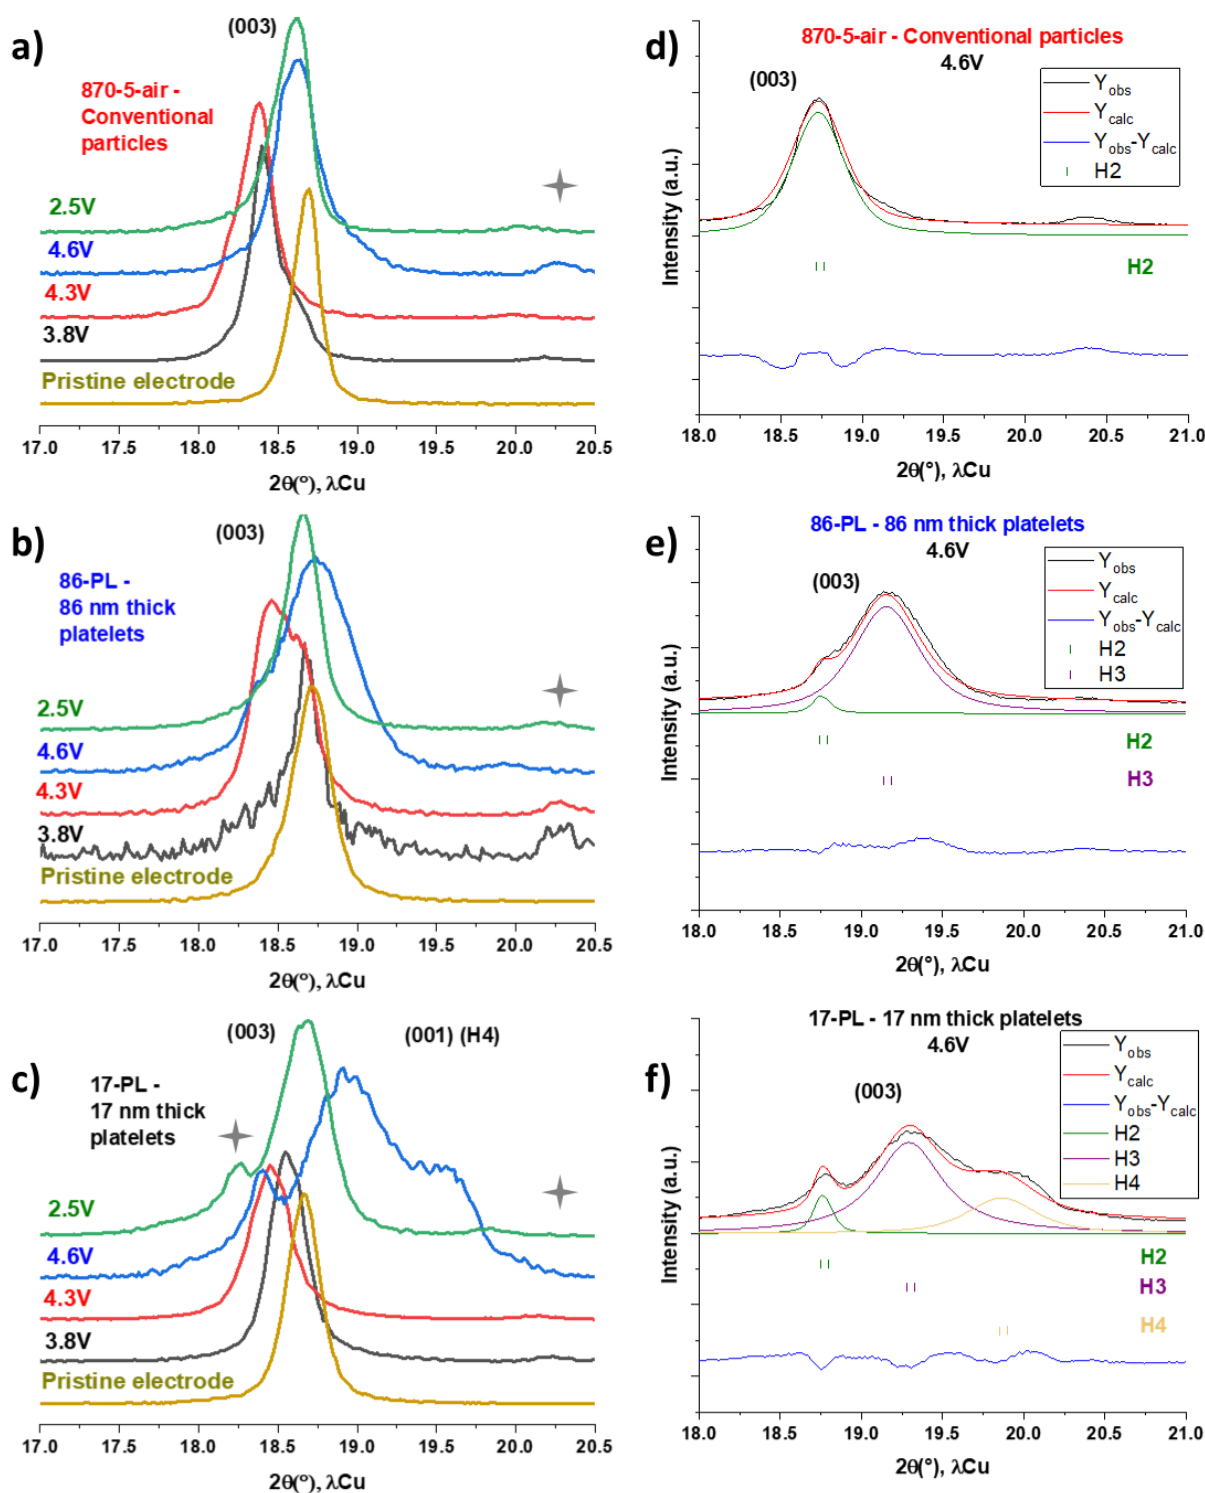 a)
(003)
870-5-air -
Conventional
particles
2.5V
4.6V
4.3V
3.8V
Pristine electrode
17.0 17.5 18.0 18.5 19.0 19.5 20.0 20.5
2θ(°), λCu
d)
870-5-air - Conventional particles
4.6V
(003)
Yobs
Ycalc
Yobs-Ycalc
H2
H2
Intensity (a.u.)
18.0 18.5 19.0 19.5 20.0 20.5 21.0
2θ(°), λCu
b)
(003)
86-PL -
86 nm thick
platelets
2.5V
4.6V
4.3V
3.8V
Pristine electrode
17.0 17.5 18.0 18.5 19.0 19.5 20.0 20.5
2θ(°), λCu
e)
86-PL - 86 nm thick platelets
4.6V
(003)
Yobs
Ycalc
Yobs-Ycalc
H2
H3
H2
H3
Intensity (a.u.)
18.0 18.5 19.0 19.5 20.0 20.5 21.0
2θ(°), λCu
c)
(003) (001) (H4)
17-PL -
17 nm thick
platelets
2.5V
4.6V
4.3V
3.8V
Pristine electrode
17.0 17.5 18.0 18.5 19.0 19.5 20.0 20.5
2θ(°), λCu
f)
17-PL - 17 nm thick platelets
4.6V
(003)
Yobs
Ycalc
Yobs-Ycalc
H2
H3
H4
H2
H3
H4
Intensity (a.u.)
18.0 18.5 19.0 19.5 20.0 20.5 21.0
2θ(°), λCu